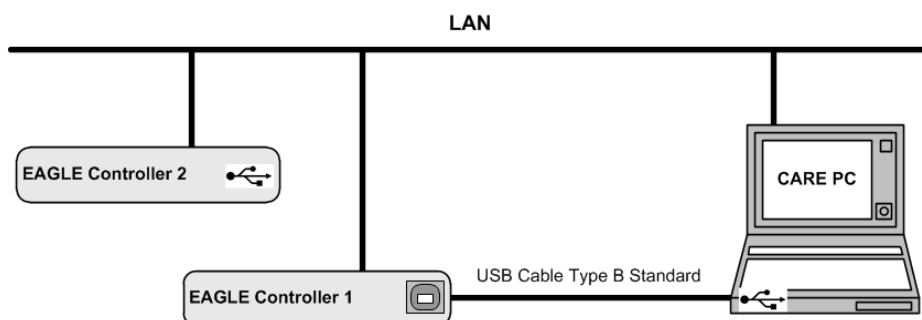 LAN
EAGLE Controller 2
CARE PC
USB Cable Type B Standard
EAGLE Controller 1